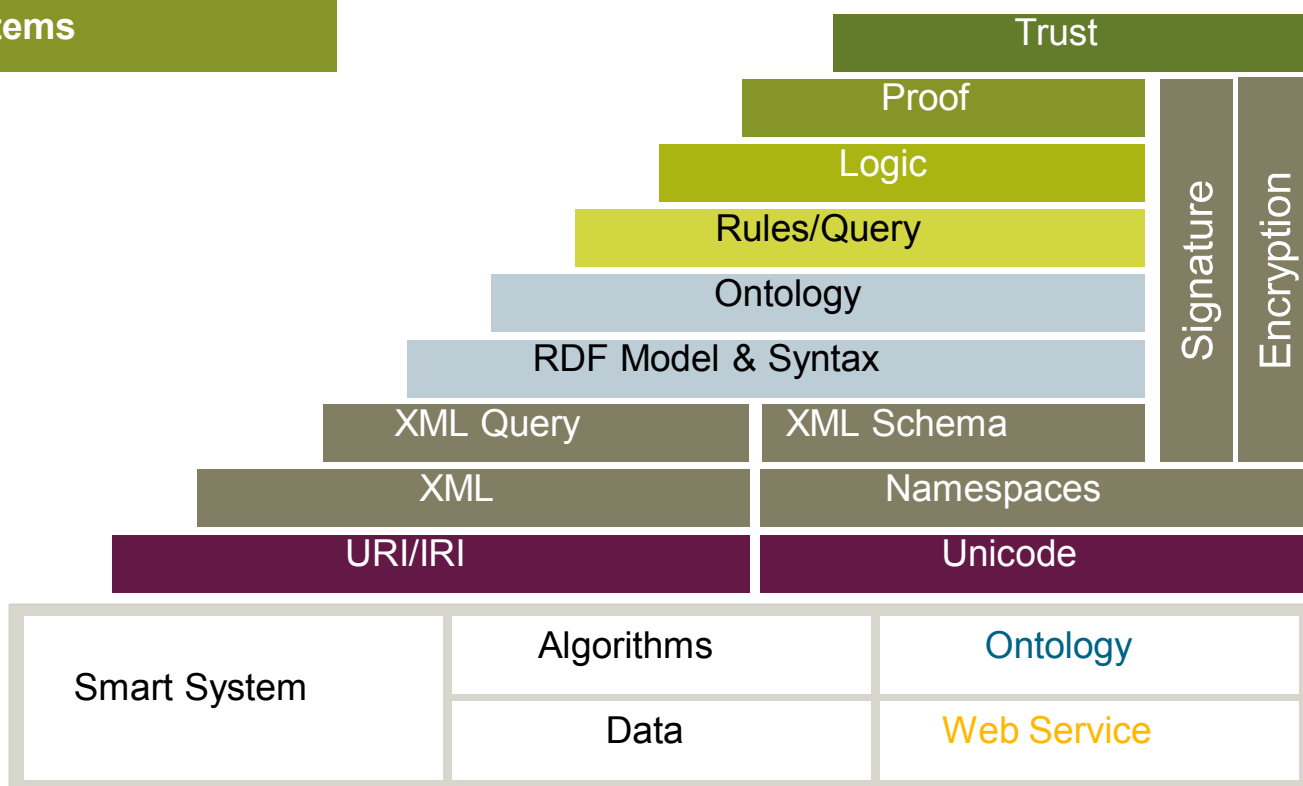 tems
Trust
Proof
Logic
Rules/Query
Ontology
RDF Model & Syntax
XML Query
XML Schema
XML
Namespaces
URI/IRI
Unicode
Signature
Encryption
Smart System
Algorithms
Ontology
Data
Web Service